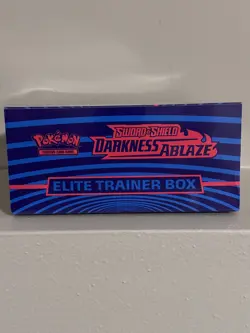 Pokémon
TRADING CARD GAME
SWORD & SHIELD
DARKNESS
ABLAZE
ELITE TRAINER BOX